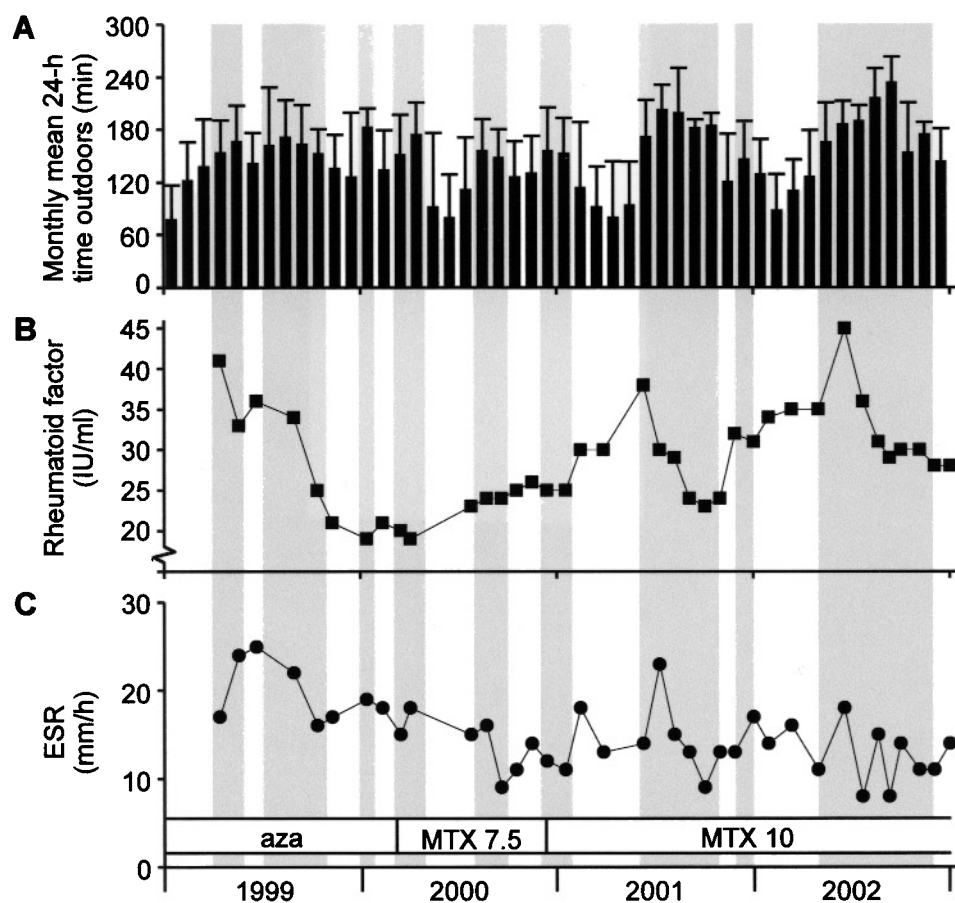 A
Monthly mean 24-h
time outdoors (min)
300
240
180
120
60
0
B
Rheumatoid factor
(IU/ml)
45
40
35
30
25
20
C
ESR
(mm/h)
30
20
10
0
aza MTX 7.5 MTX 10
1999 2000 2001 2002